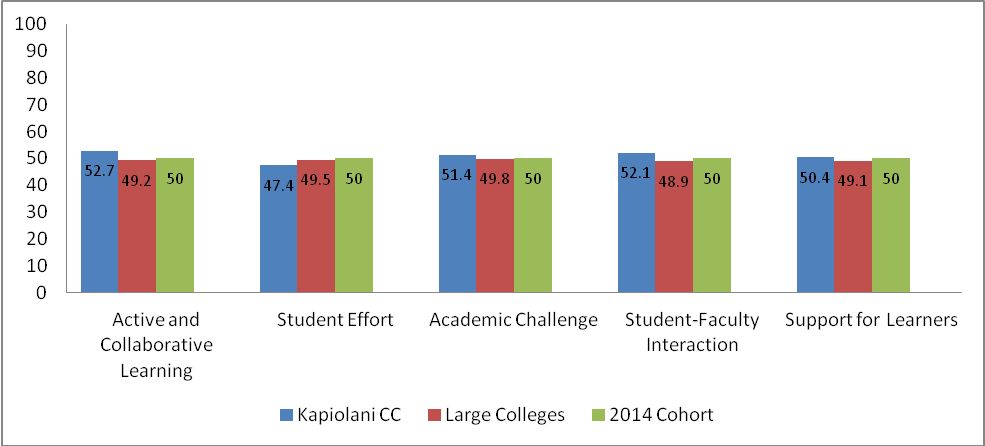 100
90
80
70
60
50
40
30
20
10
0
52.7 49.2 50
47.4 49.5 50
51.4 49.8 50
52.1 48.9 50
50.4 49.1 50
Active and
Collaborative
Learning
Student Effort
Academic Challenge
Student-Faculty
Interaction
Support for Learners
Kapiolani CC Large Colleges 2014 Cohort